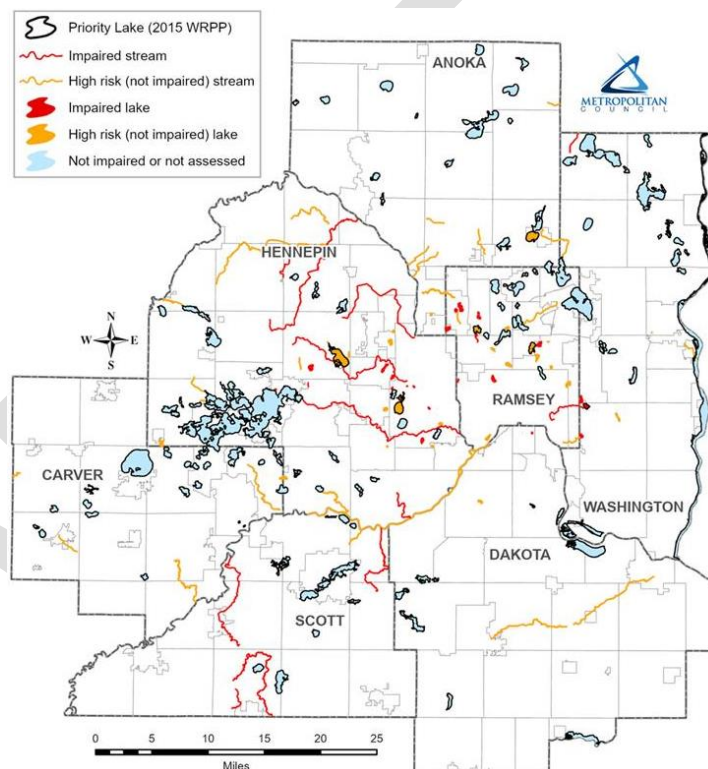 Priority Lake (2015 WRPP)
Impaired stream
High risk (not impaired) stream
Impaired lake
High risk (not impaired) lake
Not impaired or not assessed
ANOKA
METROPOLITAN
COUNCIL
HENNEPIN
N
W E
S
RAMSEY
CARVER
WASHINGTON
DAKOTA
SCOTT
0 5 10 15 20 25
Miles